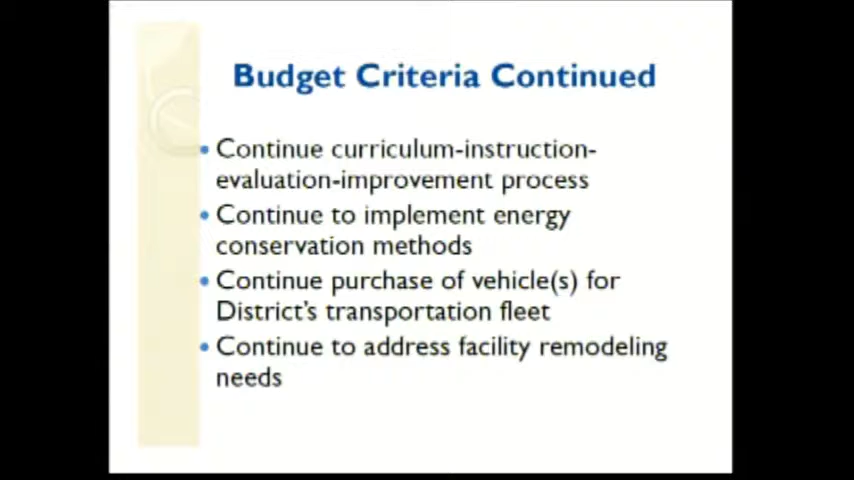 Budget Criteria Continued
• Continue curriculum-instruction-
evaluation-improvement process
• Continue to implement energy
conservation methods
• Continue purchase of vehicle(s) for
District's transportation fleet
• Continue to address facility remodeling
needs